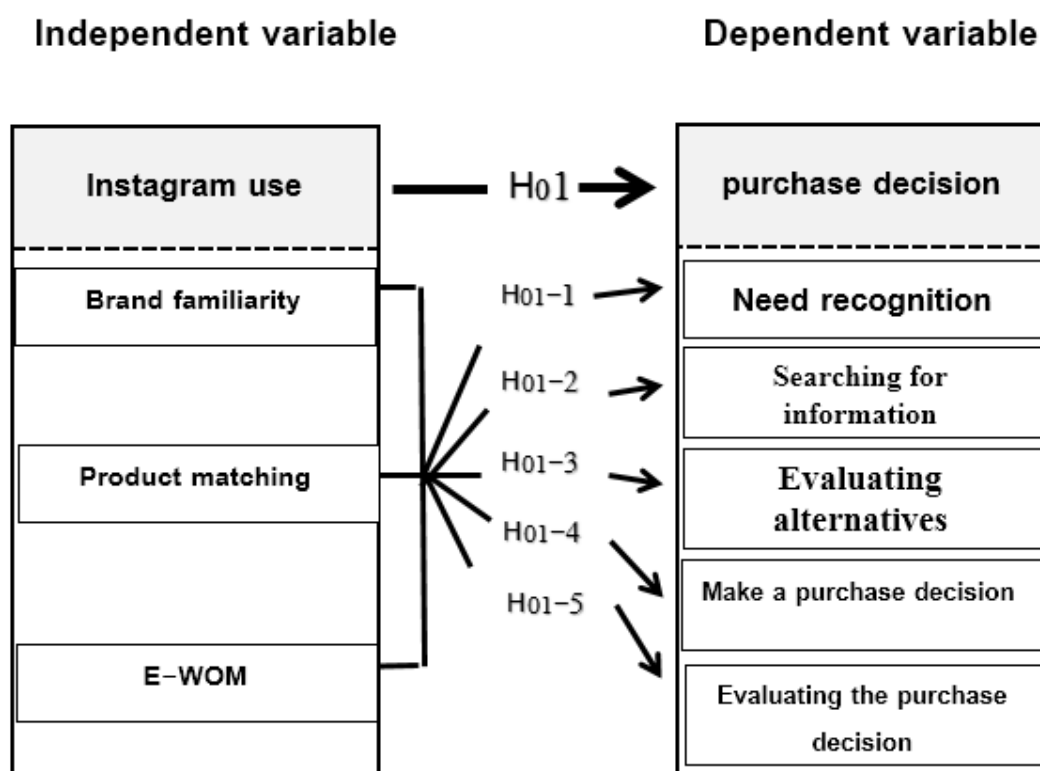 Independent variable
Dependent variable
Instagram use
H01
purchase decision
Brand familiarity
H01-1
Need recognition
H01-2
Searching for
information
Product matching
H01-3
Evaluating
alternatives
H01-4
Make a purchase decision
H01-5
E-WOM
Evaluating the purchase
decision